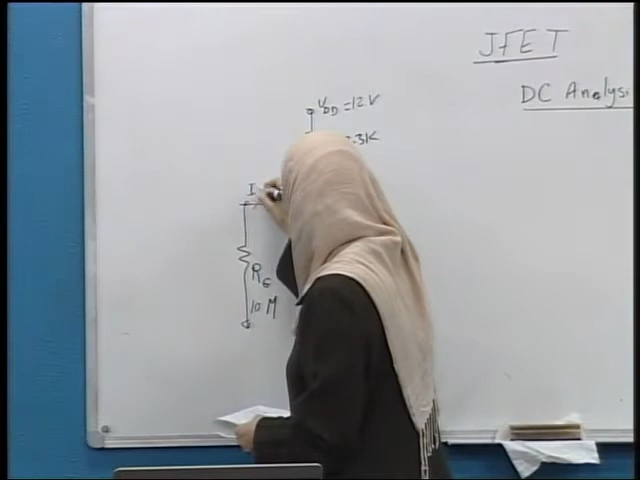 JFET
DC Analysi
VDD = 12 V
.3K
I
RG
10 M